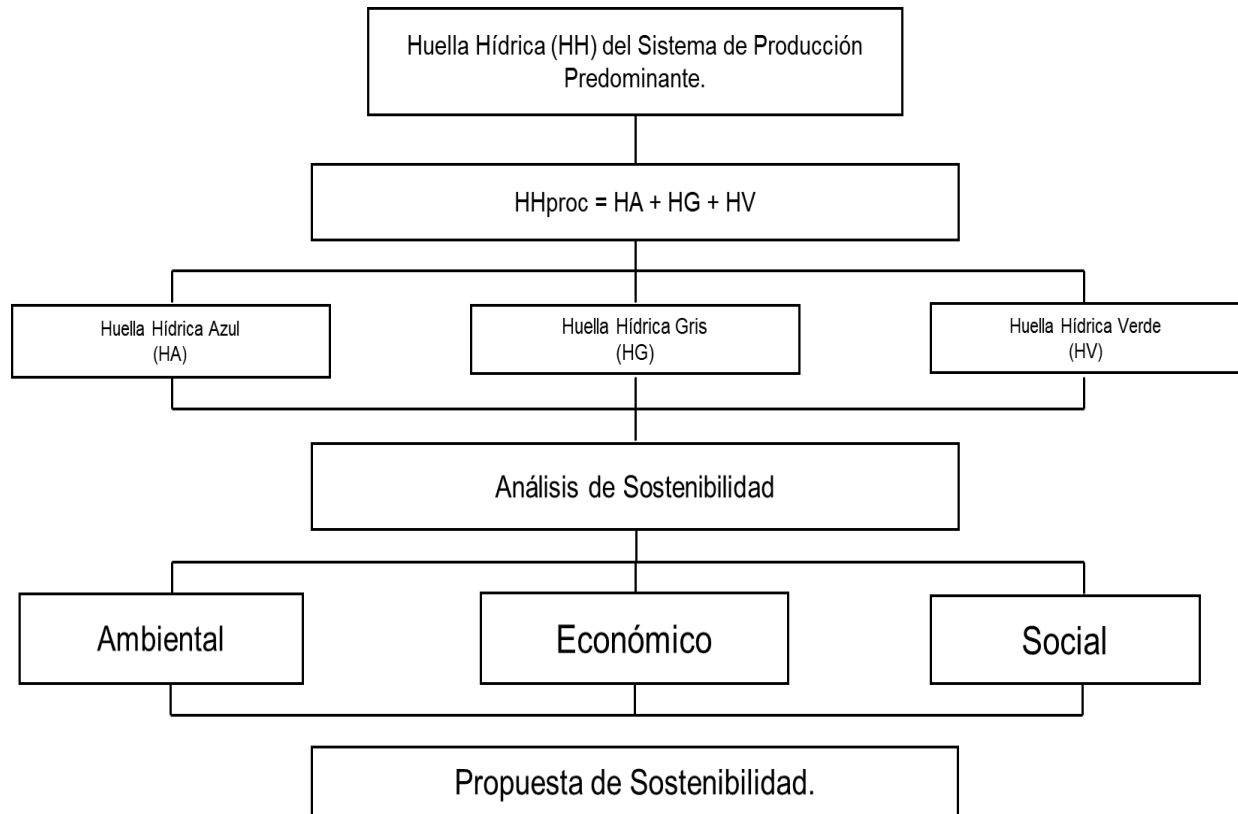 Huella Hídrica (HH) del Sistema de Producción
Predominante.
HHproc = HA + HG + HV
Huella Hídrica Azul
(HA)
Huella Hídrica Gris
(HG)
Huella Hídrica Verde
(HV)
Análisis de Sostenibilidad
Ambiental
Económico
Social
Propuesta de Sostenibilidad.